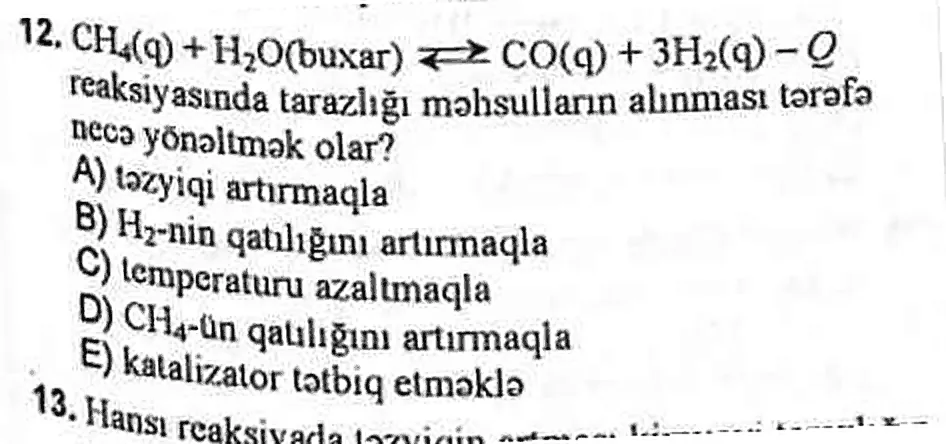 12. CH₄(q) + H₂O(buxar) ⇄ CO(q) + 3H₂(q) – Q
reaksiyasında tarazlığı məhsulların alınması tərəfə
necə yönəltmək olar?
A) təzyiqi artırmaqla
B) H₂-nin qatılığını artırmaqla
C) temperaturu azaltmaqla
D) CH₄-ün qatılığını artırmaqla
E) katalizator tətbiq etməklə
13. Hansı reaksiyada təzyiqin